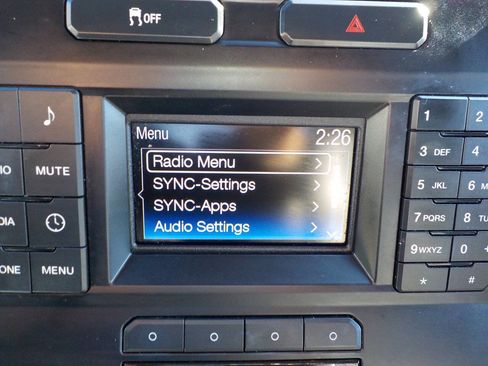 OFF
Menu 2:26
Radio Menu >
SYNC-Settings >
SYNC-Apps >
Audio Settings >
MUTE
MENU
1 2
3 DEF 4
5 JKL 6
7 PQRS 8 TU
9 WXYZ 0 +
* #